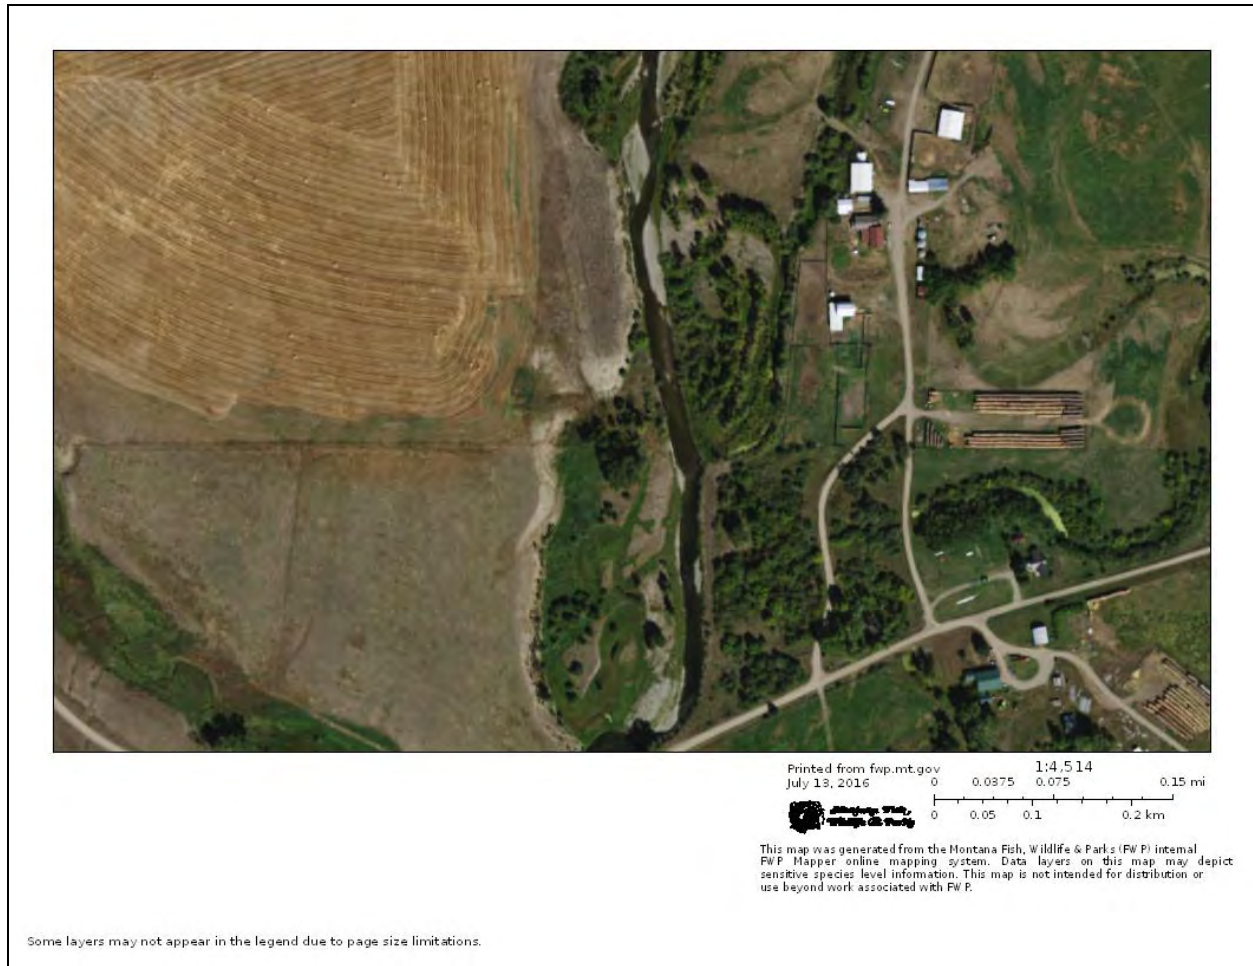 Printed from fwp.mt.gov
July 13, 2016
1:4,514
0 0.0375 0.075 0.15 mi
0 0.05 0.1 0.2 km
This map was generated from the Montana Fish, Wildlife & Parks (FWP) internal
FWP Mapper online mapping system. Data layers on this map may depict
sensitive species level information. This map is not intended for distribution or
use beyond work associated with FWP.
Some layers may not appear in the legend due to page size limitations.